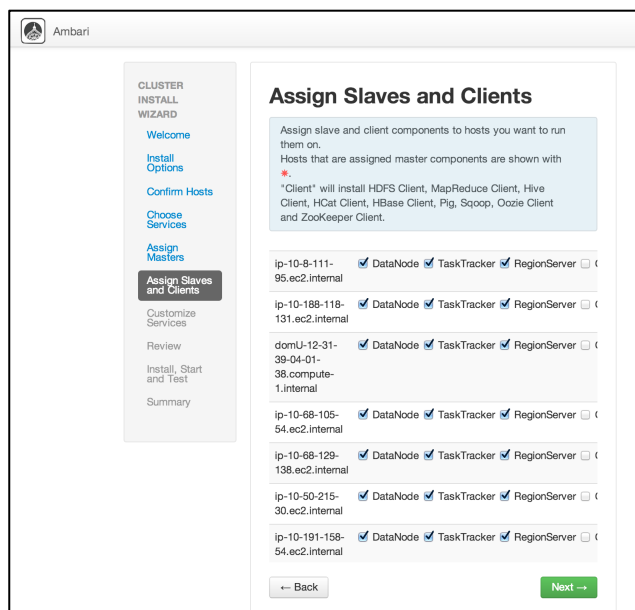 Ambari
CLUSTER
INSTALL
WIZARD
Welcome
Install
Options
Confirm Hosts
Choose
Services
Assign
Masters
Assign Slaves
and Clients
Customize
Services
Review
Install, Start
and Test
Summary
Assign Slaves and Clients
Assign slave and client components to hosts you want to run
them on.
Hosts that are assigned master components are shown with
*.
"Client" will install HDFS Client, MapReduce Client, Hive
Client, HCat Client, HBase Client, Pig, Sqoop, Oozie Client
and ZooKeeper Client.
ip-10-8-111- DataNode TaskTracker RegionServer
95.ec2.internal
ip-10-188-118- DataNode TaskTracker RegionServer
131.ec2.internal
domU-12-31- DataNode TaskTracker RegionServer
39-04-01-
38.compute-
1.internal
ip-10-68-105- DataNode TaskTracker RegionServer
54.ec2.internal
ip-10-68-129- DataNode TaskTracker RegionServer
138.ec2.internal
ip-10-50-215- DataNode TaskTracker RegionServer
30.ec2.internal
ip-10-191-158- DataNode TaskTracker RegionServer
54.ec2.internal
← Back
Next →